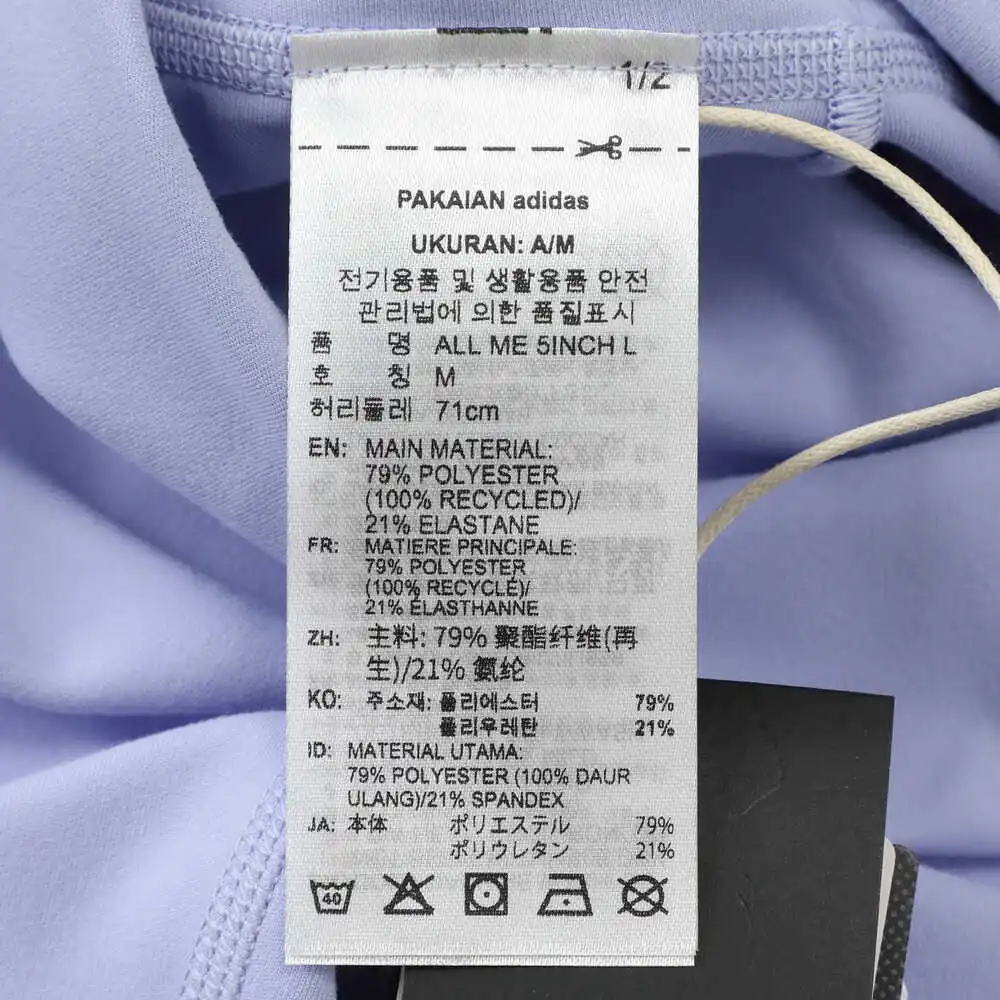 1/2
PAKAIAN adidas
UKURAN: A/M
전기용품 및 생활용품 안전
관리법에 의한 품질표시
품 명 ALL ME 5INCH L
호 칭 M
허리둘레 71cm
EN: MAIN MATERIAL:
79% POLYESTER
(100% RECYCLED)/
21% ELASTANE
FR: MATIERE PRINCIPALE:
79% POLYESTER
(100% RECYCLÉ)/
21% ÉLASTHANNE
ZH: 主料: 79% 聚酯纤维(再
生)/21% 氨纶
KO: 주소재: 폴리에스터 79%
폴리우레탄 21%
ID: MATERIAL UTAMA:
79% POLYESTER (100% DAUR
ULANG)/21% SPANDEX
JA: 本体 ポリエステル 79%
ポリウレタン 21%
40